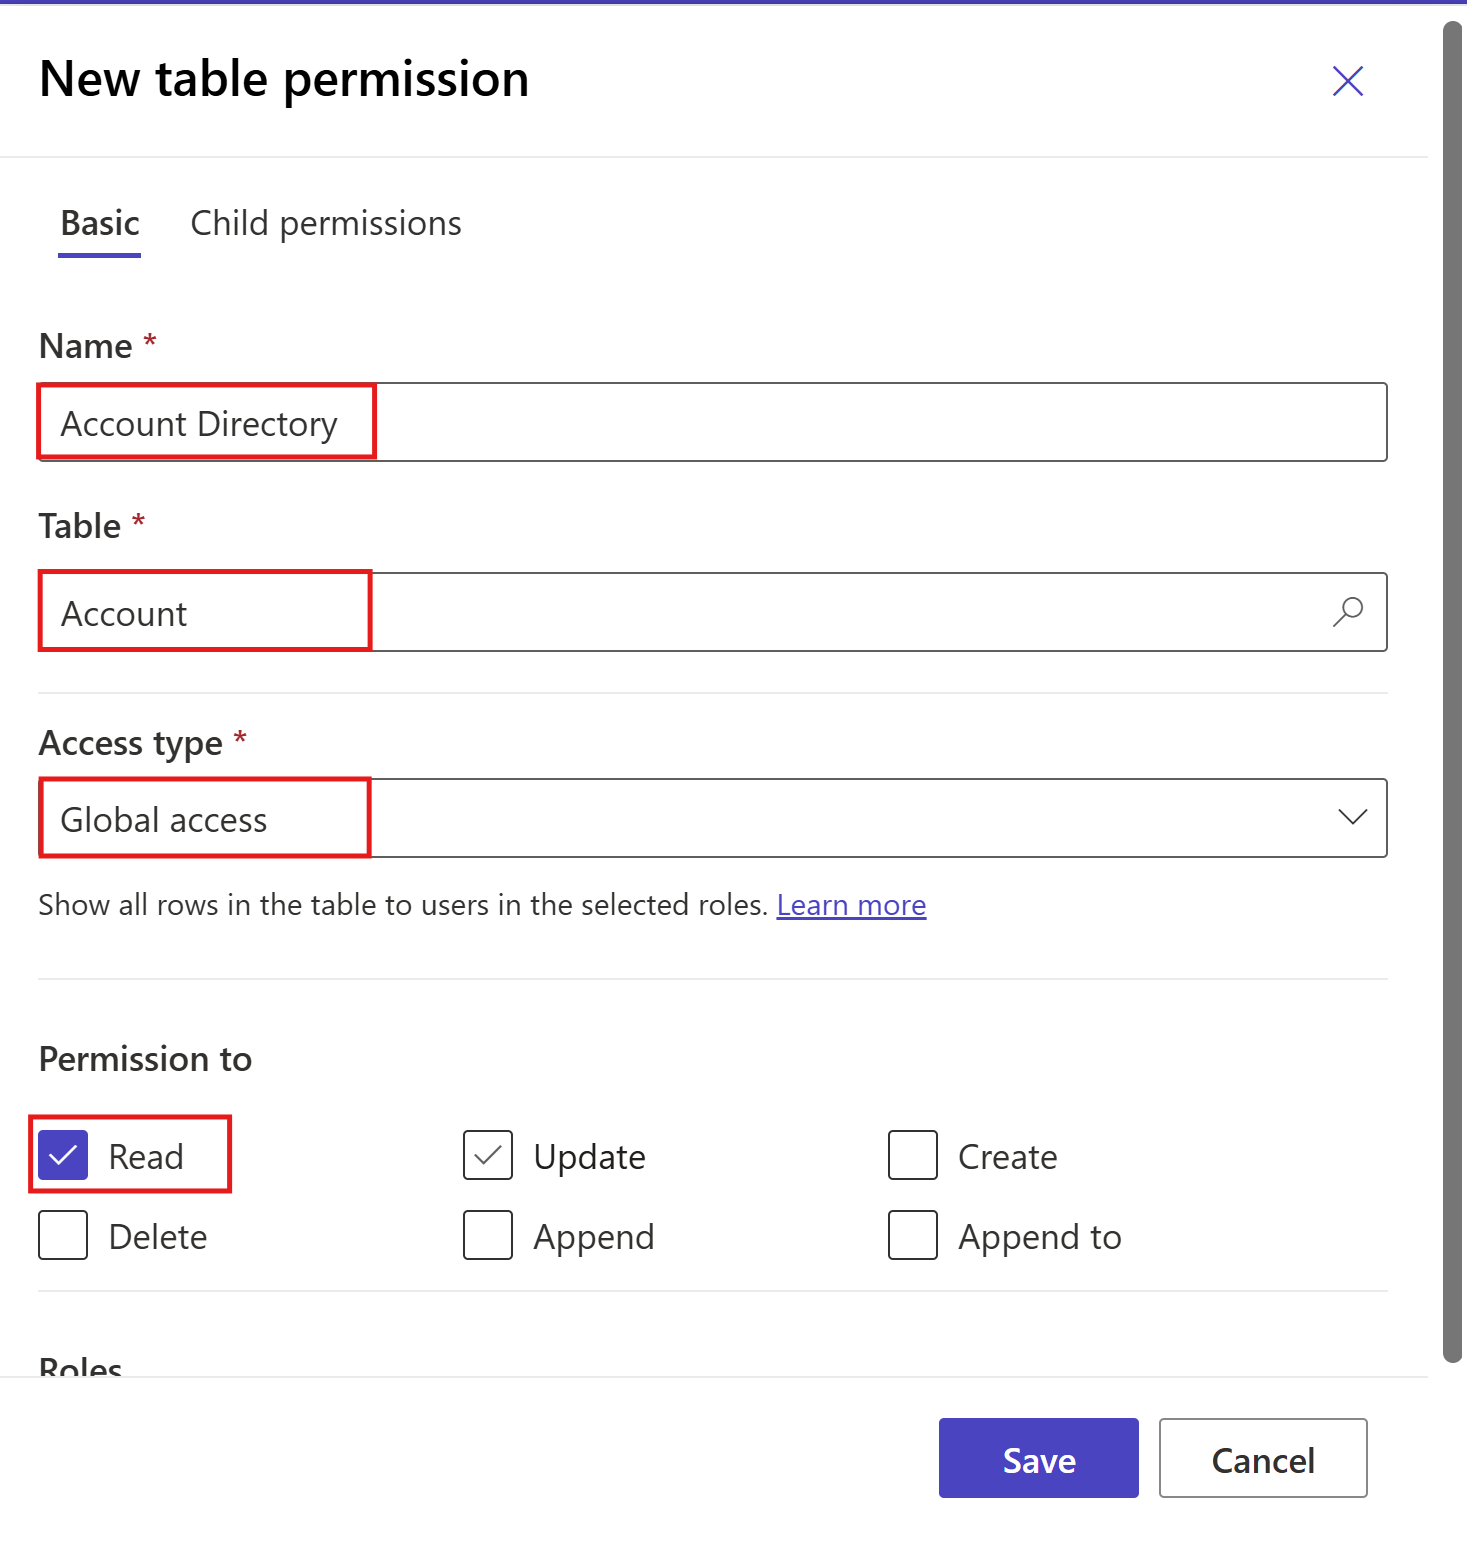 New table permission
Basic Child permissions
Name *
Account Directory
Table *
Account
Access type *
Global access
Show all rows in the table to users in the selected roles. Learn more
Permission to
Read Update Create
Delete Append Append to
Roles
Save Cancel